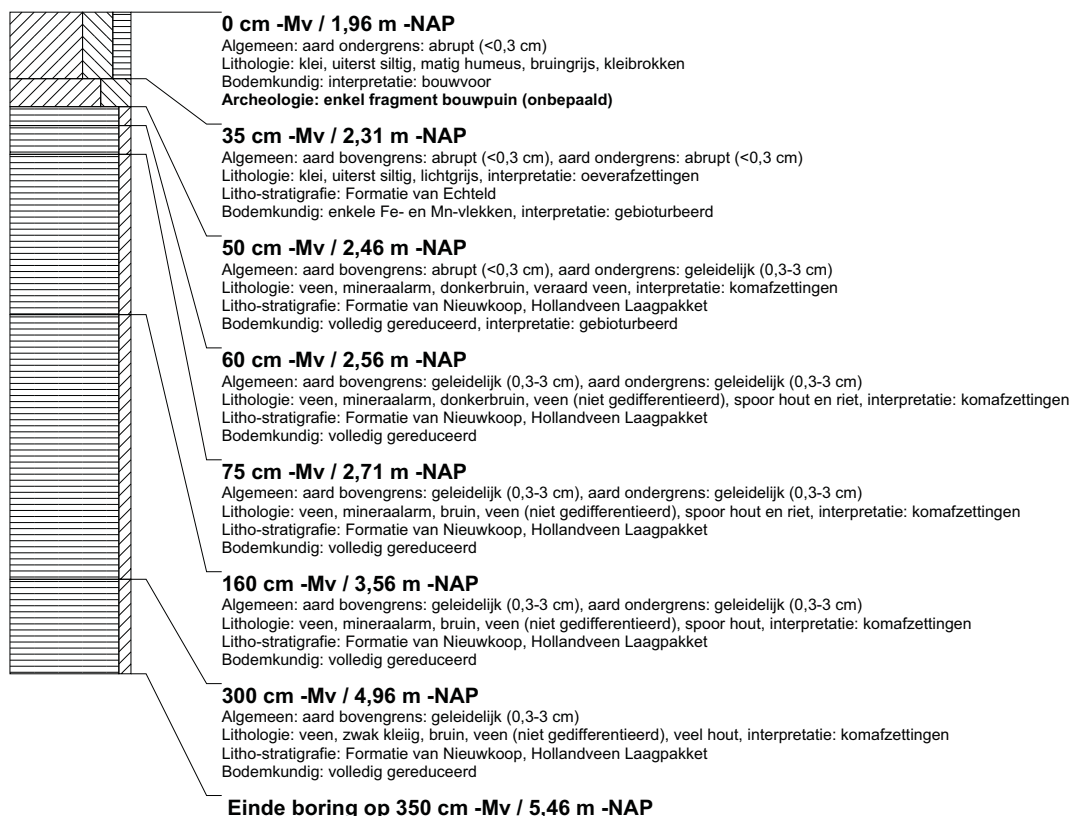 0 cm -Mv / 1,96 m -NAP
Algemeen: aard ondergrens: abrupt (<0,3 cm)
Lithologie: klei, uiterst siltig, matig humeus, bruingrijs, kleibrokken
Bodemkundig: interpretatie: bouwvoor
Archeologie: enkel fragment bouwpuin (onbepaald)
35 cm -Mv / 2,31 m -NAP
Algemeen: aard bovengrens: abrupt (<0,3 cm), aard ondergrens: abrupt (<0,3 cm)
Lithologie: klei, uiterst siltig, lichtgrijs, interpretatie: oeverafzettingen
Litho-stratigrafie: Formatie van Echteld
Bodemkundig: enkele Fe- en Mn-vlekken, interpretatie: gebioturbeerd
50 cm -Mv / 2,46 m -NAP
Algemeen: aard bovengrens: abrupt (<0,3 cm), aard ondergrens: geleidelijk (0,3-3 cm)
Lithologie: veen, mineraalarm, donkerbruin, veraard veen, interpretatie: komafzettingen
Litho-stratigrafie: Formatie van Nieuwkoop, Hollandveen Laagpakket
Bodemkundig: volledig gereduceerd, interpretatie: gebioturbeerd
60 cm -Mv / 2,56 m -NAP
Algemeen: aard bovengrens: geleidelijk (0,3-3 cm), aard ondergrens: geleidelijk (0,3-3 cm)
Lithologie: veen, mineraalarm, donkerbruin, veen (niet gedifferentieerd), spoor hout en riet, interpretatie: komafzettingen
Litho-stratigrafie: Formatie van Nieuwkoop, Hollandveen Laagpakket
Bodemkundig: volledig gereduceerd
75 cm -Mv / 2,71 m -NAP
Algemeen: aard bovengrens: geleidelijk (0,3-3 cm), aard ondergrens: geleidelijk (0,3-3 cm)
Lithologie: veen, mineraalarm, bruin, veen (niet gedifferentieerd), spoor hout en riet, interpretatie: komafzettingen
Litho-stratigrafie: Formatie van Nieuwkoop, Hollandveen Laagpakket
Bodemkundig: volledig gereduceerd
160 cm -Mv / 3,56 m -NAP
Algemeen: aard bovengrens: geleidelijk (0,3-3 cm), aard ondergrens: geleidelijk (0,3-3 cm)
Lithologie: veen, mineraalarm, bruin, veen (niet gedifferentieerd), spoor hout, interpretatie: komafzettingen
Litho-stratigrafie: Formatie van Nieuwkoop, Hollandveen Laagpakket
Bodemkundig: volledig gereduceerd
300 cm -Mv / 4,96 m -NAP
Algemeen: aard bovengrens: geleidelijk (0,3-3 cm)
Lithologie: veen, zwak kleiig, bruin, veen (niet gedifferentieerd), veel hout, interpretatie: komafzettingen
Litho-stratigrafie: Formatie van Nieuwkoop, Hollandveen Laagpakket
Bodemkundig: volledig gereduceerd
Einde boring op 350 cm -Mv / 5,46 m -NAP